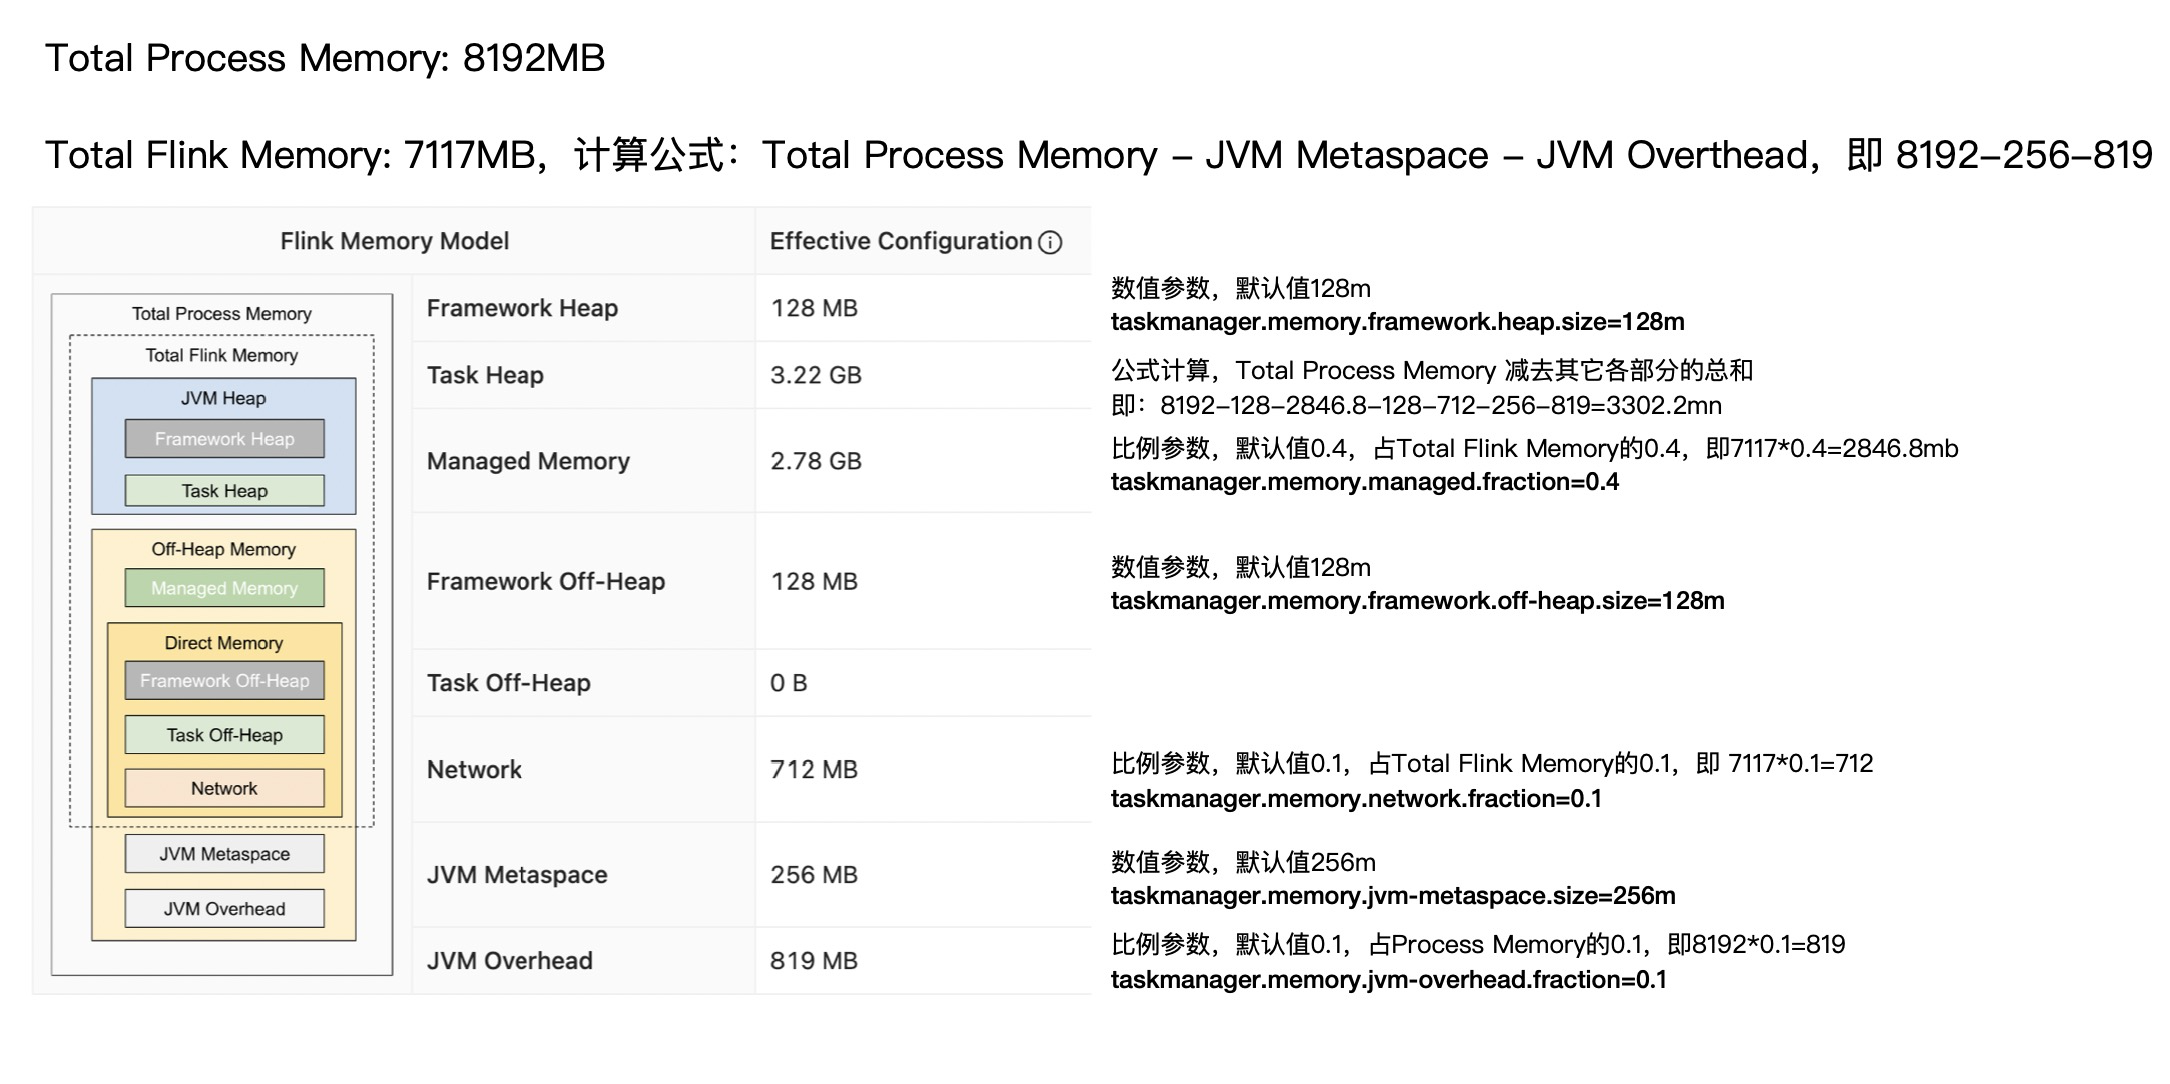 Total Process Memory: 8192MB
Total Flink Memory: 7117MB，计算公式：Total Process Memory – JVM Metaspace – JVM Overthead，即 8192–256–819
Flink Memory Model
Effective Configuration
Total Process Memory
Total Flink Memory
JVM Heap
Framework Heap
Task Heap
Off-Heap Memory
Managed Memory
Direct Memory
Framework Off-Heap
Task Off-Heap
Network
JVM Metaspace
JVM Overhead
Framework Heap
128 MB
数值参数，默认值128m
taskmanager.memory.framework.heap.size=128m
Task Heap
3.22 GB
公式计算，Total Process Memory 减去其它各部分的总和
即：8192–128–2846.8–128–712–256–819=3302.2mn
Managed Memory
2.78 GB
比例参数，默认值0.4，占Total Flink Memory的0.4，即7117*0.4=2846.8mb
taskmanager.memory.managed.fraction=0.4
Framework Off-Heap
128 MB
数值参数，默认值128m
taskmanager.memory.framework.off-heap.size=128m
Task Off-Heap
0 B
Network
712 MB
比例参数，默认值0.1，占Total Flink Memory的0.1，即 7117*0.1=712
taskmanager.memory.network.fraction=0.1
JVM Metaspace
256 MB
数值参数，默认值256m
taskmanager.memory.jvm-metaspace.size=256m
JVM Overhead
819 MB
比例参数，默认值0.1，占Process Memory的0.1，即8192*0.1=819
taskmanager.memory.jvm-overhead.fraction=0.1